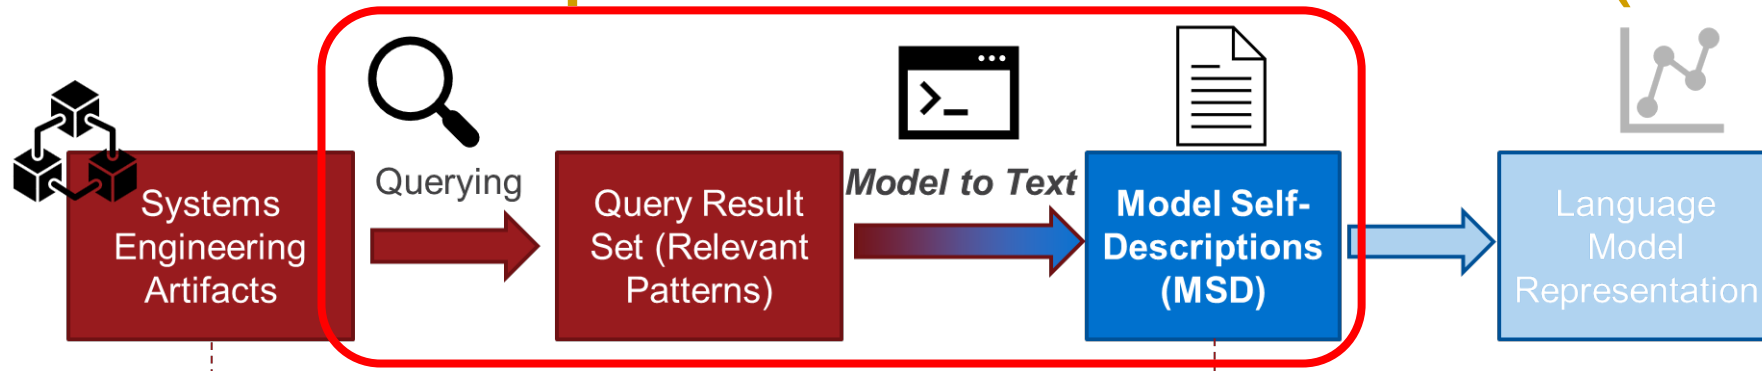 Systems
Engineering
Artifacts
Querying
Query Result
Set (Relevant
Patterns)
Model to Text
Model Self-
Descriptions
(MSD)
Language
Model
Representation